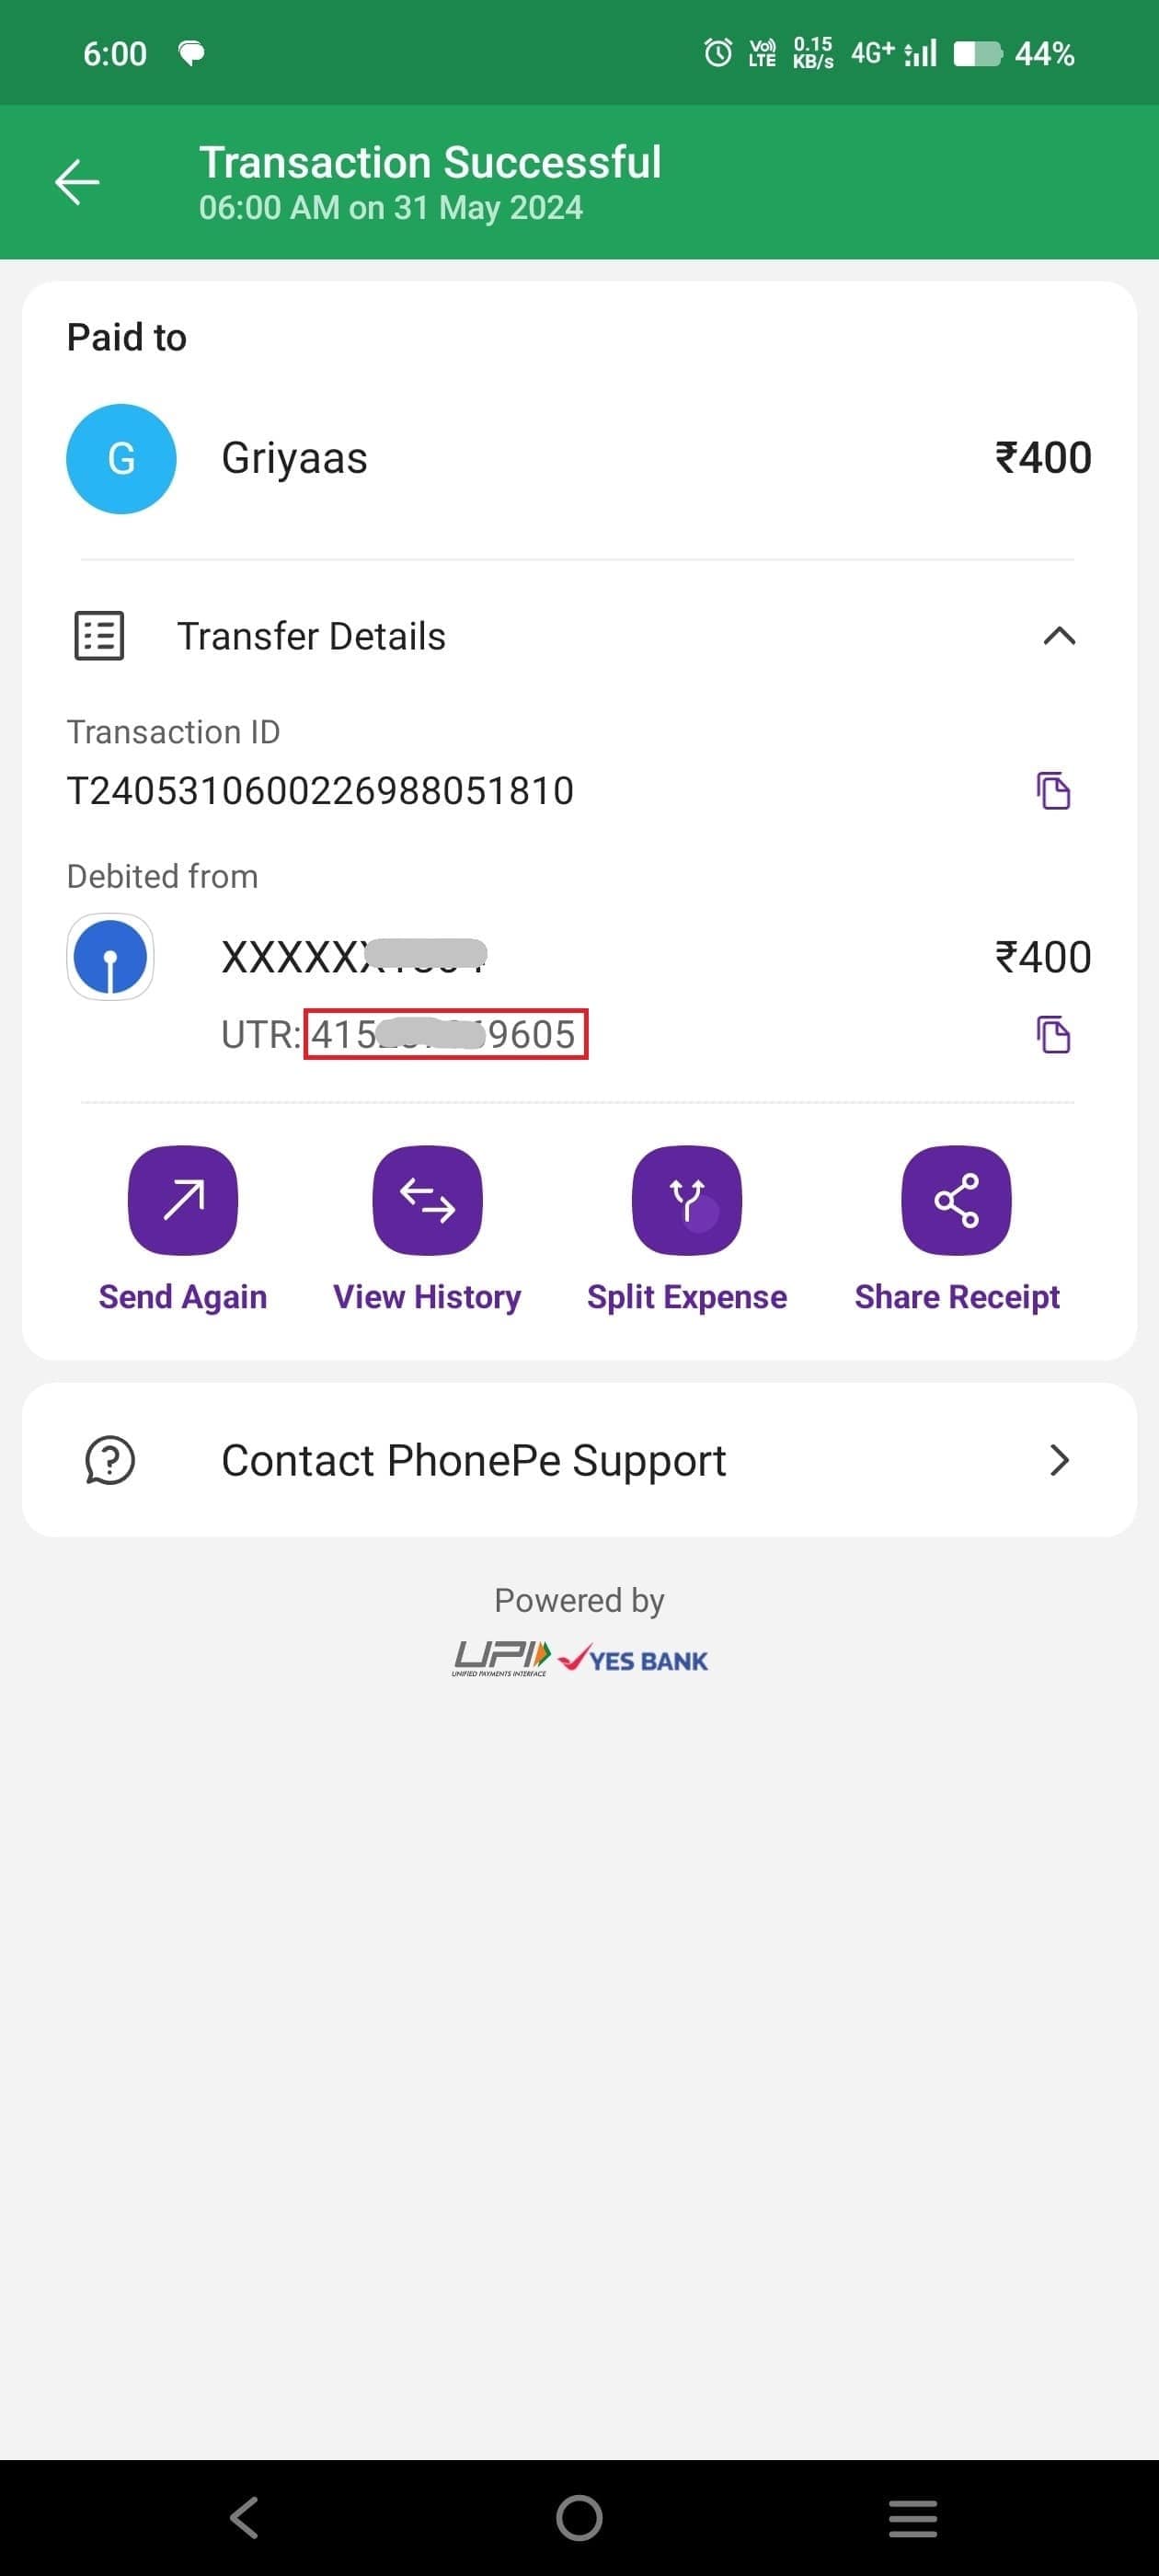 6:00
Vo) LTE 0.15 KB/s 4G+ 44%
Transaction Successful
06:00 AM on 31 May 2024
Paid to
G Griyaas ₹400
Transfer Details
Transaction ID
T2405310600226988051810
Debited from
XXXXX ₹400
UTR: 415 9605
Send Again View History Split Expense Share Receipt
Contact PhonePe Support
Powered by
UPI YES BANK
UNIFIED PAYMENTS INTERFACE